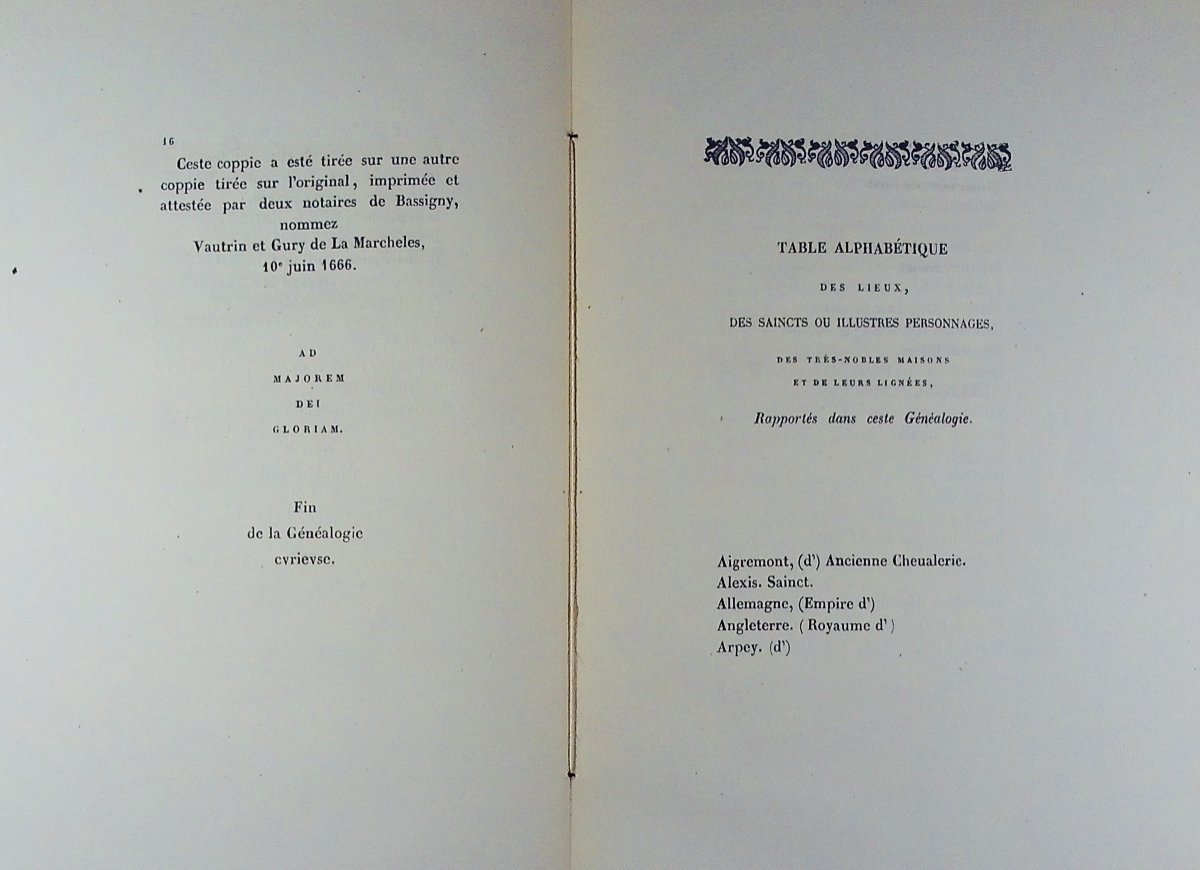 16
Ceste coppie a esté tirée sur une autre
coppie tirée sur l'original, imprimée et
attestée par deux notaires de Bassigny,
nommez
Vautrin et Gury de La Marcheles,
10e juin 1666.
AD
MAJOREM
DEI
GLORIAM.
Fin
de la Généalogie
cvrievse.
TABLE ALPHABÉTIQUE
DES LIEUX,
DES SAINCTS OU ILLUSTRES PERSONNAGES,
DES TRÈS-NOBLES MAISONS
ET DE LEURS LIGNÉES,
Rapportés dans ceste Généalogie.
Aigremont, (d') Ancienne Cheualerie.
Alexis. Sainct.
Allemagne, (Empire d')
Angleterre. (Royaume d')
Arpey. (d')